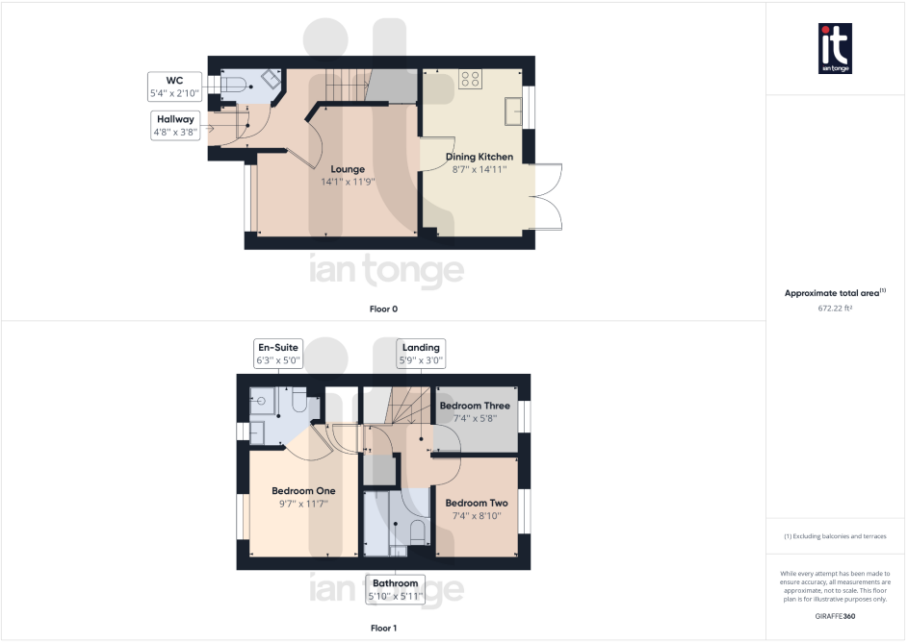 WC
5'4" x 2'10"
Hallway
4'8" x 3'8"
Lounge
14'1" x 11'9"
Dining Kitchen
8'7" x 14'11"
it
ian tonge
Floor 0
it
ian tonge
Approximate total area(1)
672.22 ft²
En-Suite
6'3" x 5'0"
Landing
5'9" x 3'0"
Bedroom Three
7'4" x 5'8"
Bedroom One
9'7" x 11'7"
Bedroom Two
7'4" x 8'10"
Bathroom
5'10" x 5'11"
it
ian tonge
Floor 1
(1) Excluding balconies and terraces
While every attempt has been made to
ensure accuracy, all measurements are
approximate, not to scale. This floor
plan is for illustrative purposes only.
GIRAFFE360